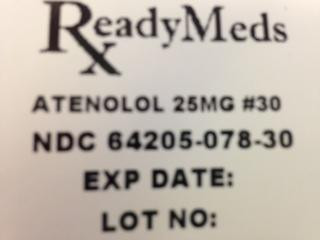 ReadyMeds
ATENOLOL 25MG #30
NDC 64205-078-30
EXP DATE:
LOT NO: